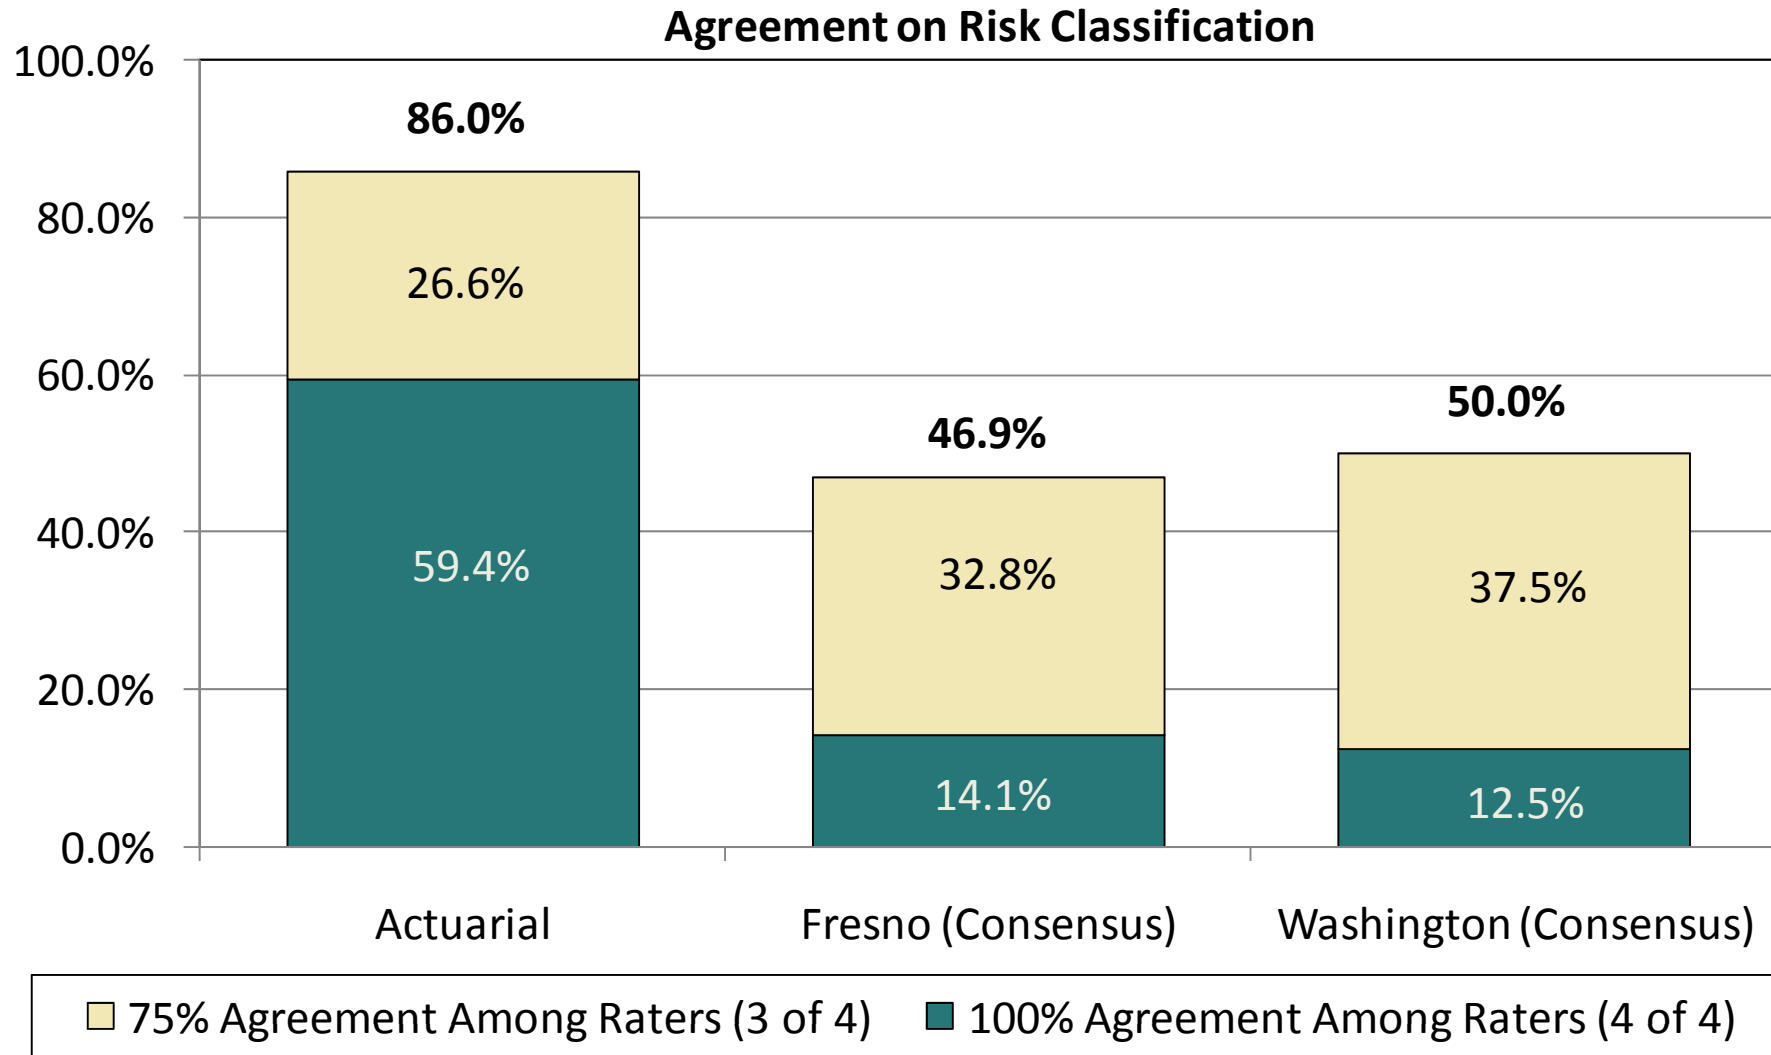 Agreement on Risk Classification
100.0%
86.0%
80.0%
26.6%
60.0%
50.0%
46.9%
40.0%
59.4%
32.8%
37.5%
20.0%
14.1%
12.5%
0.0%
Actuarial
Fresno (Consensus)
Washington (Consensus)
75% Agreement Among Raters (3 of 4)
100% Agreement Among Raters (4 of 4)